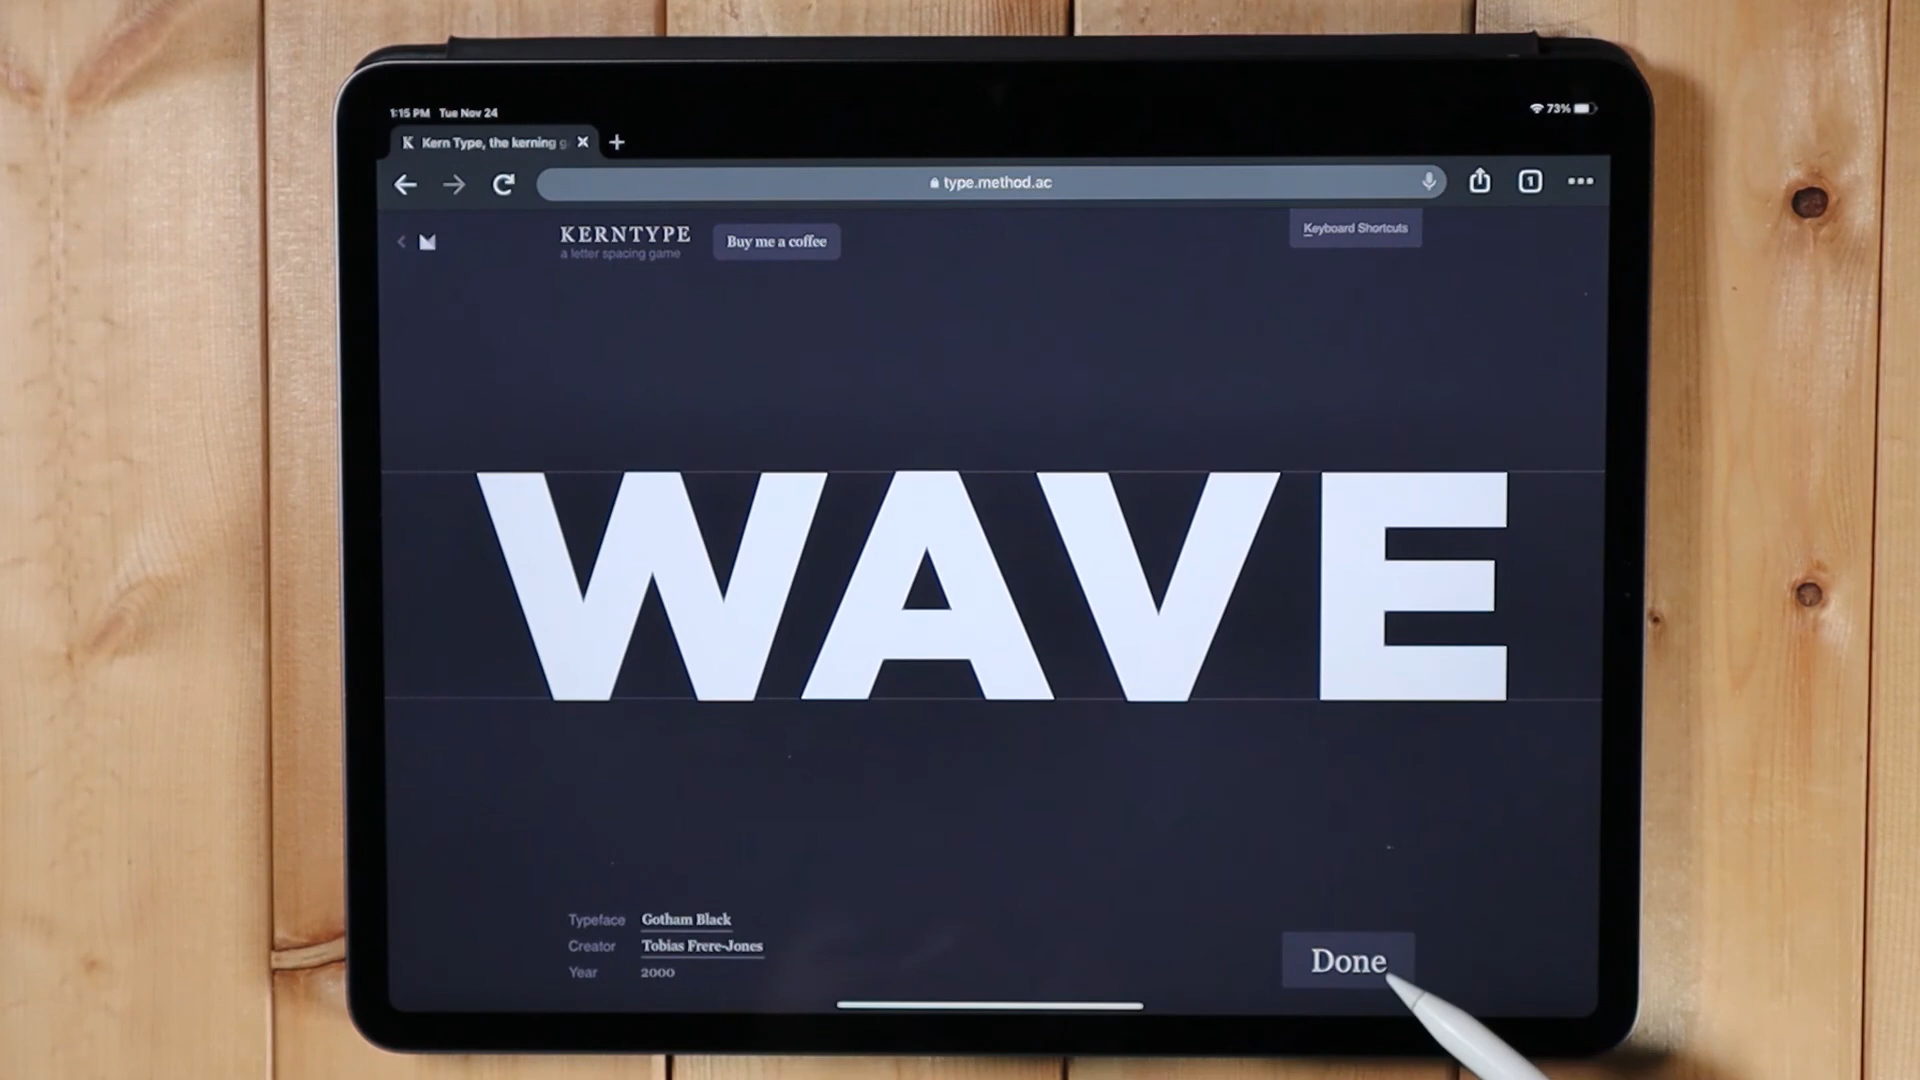 1:15 PM Tue Nov 24
73%
K Kern Type, the kerning g
type.method.ac
1
KERNTYPE
a letter spacing game
Buy me a coffee
Keyboard Shortcuts
WAVE
Typeface Gotham Black
Creator Tobias Frere-Jones
Year 2000
Done